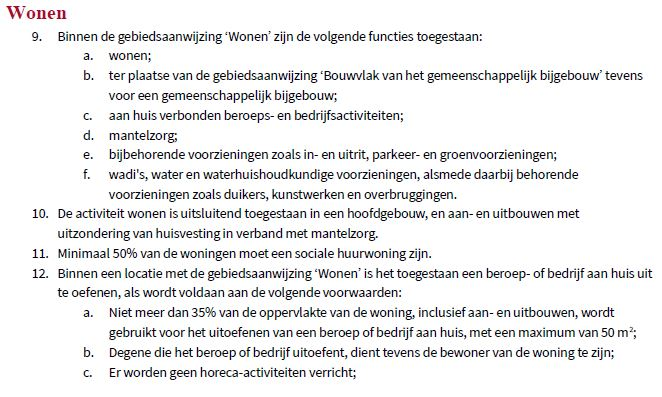 Wonen
9. Binnen de gebiedsaanwijzing ‘Wonen’ zijn de volgende functies toegestaan:
a. wonen;
b. ter plaatse van de gebiedsaanwijzing ‘Bouwvlak van het gemeenschappelijk bijgebouw’ tevens
voor een gemeenschappelijk bijgebouw;
c. aan huis verbonden beroeps- en bedrijfsactiviteiten;
d. mantelzorg;
e. bijbehorende voorzieningen zoals in- en uitrit, parkeer- en groenvoorzieningen;
f. wadi's, water en waterhuishoudkundige voorzieningen, alsmede daarbij behorende
voorzieningen zoals duikers, kunstwerken en overbruggingen.
10. De activiteit wonen is uitsluitend toegestaan in een hoofdgebouw, en aan- en uitbouwen met
uitzondering van huisvesting in verband met mantelzorg.
11. Minimaal 50% van de woningen moet een sociale huurwoning zijn.
12. Binnen een locatie met de gebiedsaanwijzing ‘Wonen’ is het toegestaan een beroep- of bedrijf aan huis uit
te oefenen, als wordt voldaan aan de volgende voorwaarden:
a. Niet meer dan 35% van de oppervlakte van de woning, inclusief aan- en uitbouwen, wordt
gebruikt voor het uitoefenen van een beroep of bedrijf aan huis, met een maximum van 50 m²;
b. Degene die het beroep of bedrijf uitoefent, dient tevens de bewoner van de woning te zijn;
c. Er worden geen horeca-activiteiten verricht;